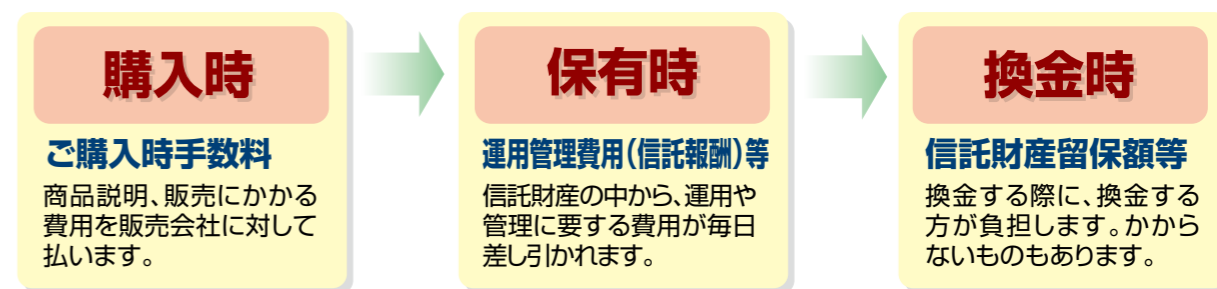 購入時
ご購入時手数料
商品説明、販売にかかる
費用を販売会社に対して
払います。
保有時
運用管理費用(信託報酬)等
信託財産の中から、運用や
管理に要する費用が毎日
差し引かれます。
換金時
信託財産留保額等
換金する際に、換金する
方が負担します。かから
ないものもあります。